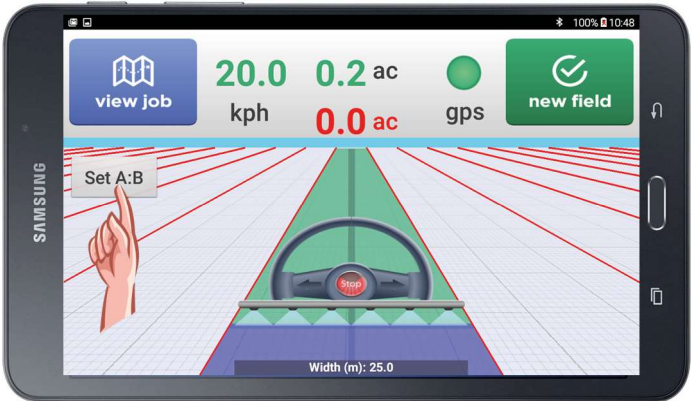 100% 10:48
view job
20.0
kph
0.2 ac
0.0 ac
gps
new field
Set A:B
SAMSUNG
Stop
Width (m): 25.0